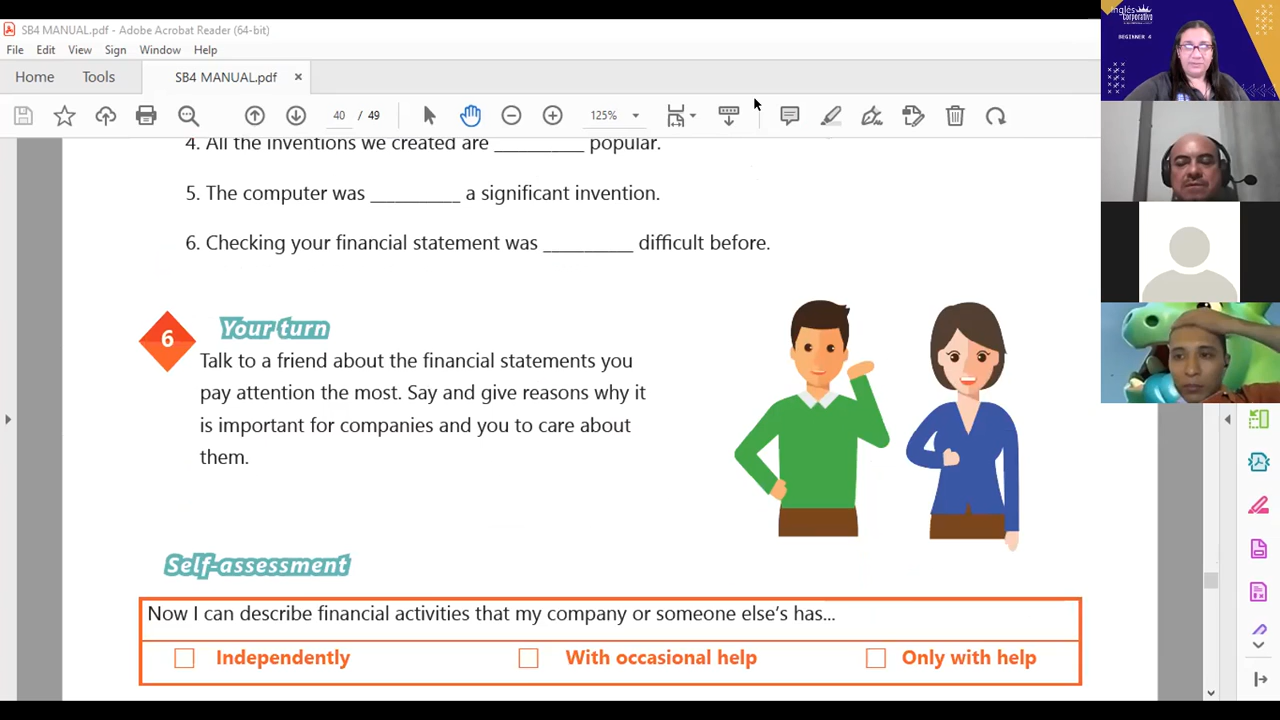 SB4 MANUAL.pdf - Adobe Acrobat Reader (64-bit)
File Edit View Sign Window Help
Home Tools SB4 MANUAL.pdf ×
40 / 49 125%
4. All the inventions we created are _________ popular.
5. The computer was _________ a significant invention.
6. Checking your financial statement was _________ difficult before.
6 Your turn
Talk to a friend about the financial statements you
pay attention the most. Say and give reasons why it
is important for companies and you to care about
them.
Self-assessment
Now I can describe financial activities that my company or someone else's has...
Independently With occasional help Only with help
Inglés
Corporativo
BEGINNER 4